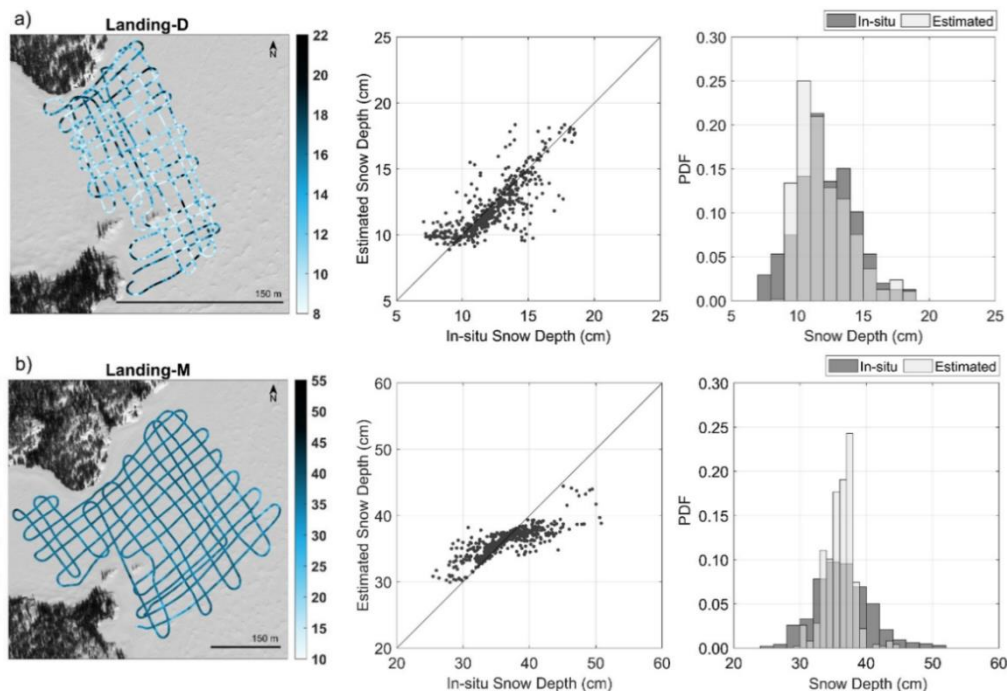 a)
Landing-D
N
22
20
18
16
14
12
10
8
150 m
Estimated Snow Depth (cm)
25
20
15
10
5
5 10 15 20 25
In-situ Snow Depth (cm)
In-situ Estimated
PDF
0.30
0.25
0.20
0.15
0.10
0.05
0.00
5 10 15 20 25
Snow Depth (cm)
b)
Landing-M
N
55
50
45
40
35
30
25
20
15
10
150 m
Estimated Snow Depth (cm)
60
50
40
30
20
20 30 40 50 60
In-situ Snow Depth (cm)
In-situ Estimated
PDF
0.30
0.25
0.20
0.15
0.10
0.05
0.00
20 30 40 50 60
Snow Depth (cm)